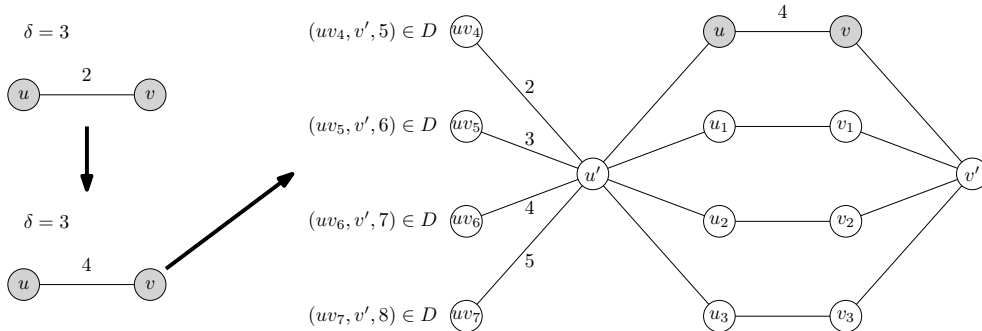 δ = 3
u 2 v
δ = 3
u 4 v
(uv₄, v′, 5) ∈ D uv₄
(uv₅, v′, 6) ∈ D uv₅
(uv₆, v′, 7) ∈ D uv₆
(uv₇, v′, 8) ∈ D uv₇
2
3
4
5
u′
u 4 v
u₁ v₁
u₂ v₂
u₃ v₃
v′